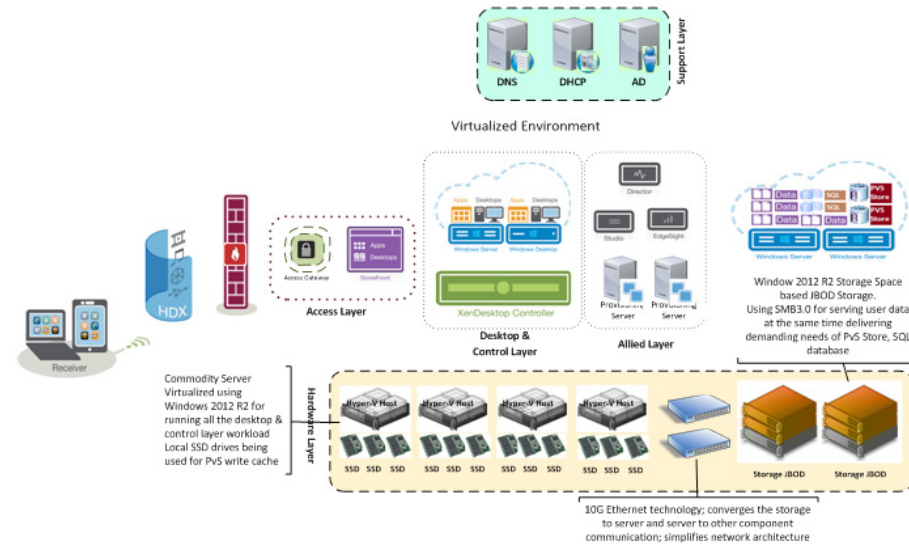 DNS DHCP AD
Support Layer
Virtualized Environment
HDX
Receiver
Access Gateway
Apps
Desktops
StoreFront
Access Layer
Apps Desktops Apps Desktops
Windows Server Windows Desktop
XenDesktop Controller
Desktop &
Control Layer
Director
Studio EdgeSight
Provisioning Provisioning
Server Server
Allied Layer
Data SQL PVS
Store
Data SQL
Data Data PVS
Store
Windows Server Windows Server
Window 2012 R2 Storage Space
based JBOD Storage.
Using SMB3.0 for serving user data
at the same time delivering
demanding needs of PvS Store, SQL
database
Commodity Server
Virtualized using
Windows 2012 R2 for
running all the desktop &
control layer workload
Local SSD drives being
used for PvS write cache
Hardware Layer
Hyper-V Host Hyper-V Host Hyper-V Host Hyper-V Host
SSD SSD SSD SSD SSD SSD SSD SSD SSD SSD SSD SSD
Storage JBOD Storage JBOD
10G Ethernet technology; converges the storage
to server and server to other component
communication; simplifies network architecture